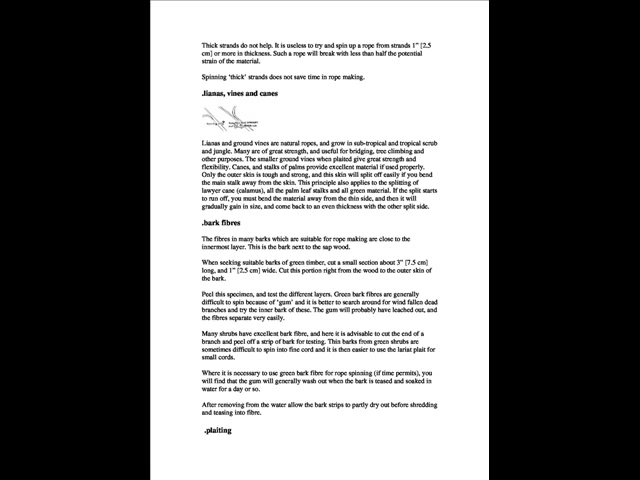 Thick strands do not help. It is useless to try and spin up a rope from strands 1" [2.5
cm] or more in thickness. Such a rope will break with less than half the potential
strain of the material.
Spinning 'thick' strands does not save time in rope making.
.lianas, vines and canes
Lianas and ground vines are natural ropes, and grow in sub-tropical and tropical scrub
and jungle. Many are of great strength, and useful for bridging, tree climbing and
other purposes. The smaller ground vines when plaited give great strength and
flexibility. Canes, and stalks of palms provide excellent material if used properly.
Only the outer skin is tough and strong, and this skin will split off easily if you bend
the main stalk away from the skin. This principle also applies to the splitting of
lawyer cane (calamus), all the palm leaf stalks and all green material. If the split starts
to run off, you must bend the material away from the thin side, and then it will
gradually gain in size, and come back to an even thickness with the other split side.
.bark fibres
The fibres in many barks which are suitable for rope making are close to the
innermost layer. This is the bark next to the sap wood.
When seeking suitable barks of green timber, cut a small section about 3" [7.5 cm]
long, and 1" [2.5 cm] wide. Cut this portion right from the wood to the outer skin of
the bark.
Peel this specimen, and test the different layers. Green bark fibres are generally
difficult to spin because of 'gum' and it is better to search around for wind fallen dead
branches and try the inner bark of these. The gum will probably have leached out, and
the fibres separate very easily.
Many shrubs have excellent bark fibre, and here it is advisable to cut the end of a
branch and peel off a strip of bark for testing. Thin barks from green shrubs are
sometimes difficult to spin into fine cord and it is then easier to use the lariat plait for
small cords.
Where it is necessary to use green bark fibre for rope spinning (if time permits), you
will find that the gum will generally wash out when the bark is teased and soaked in
water for a day or so.
After removing from the water allow the bark strips to partly dry out before shredding
and teasing into fibre.
.plaiting